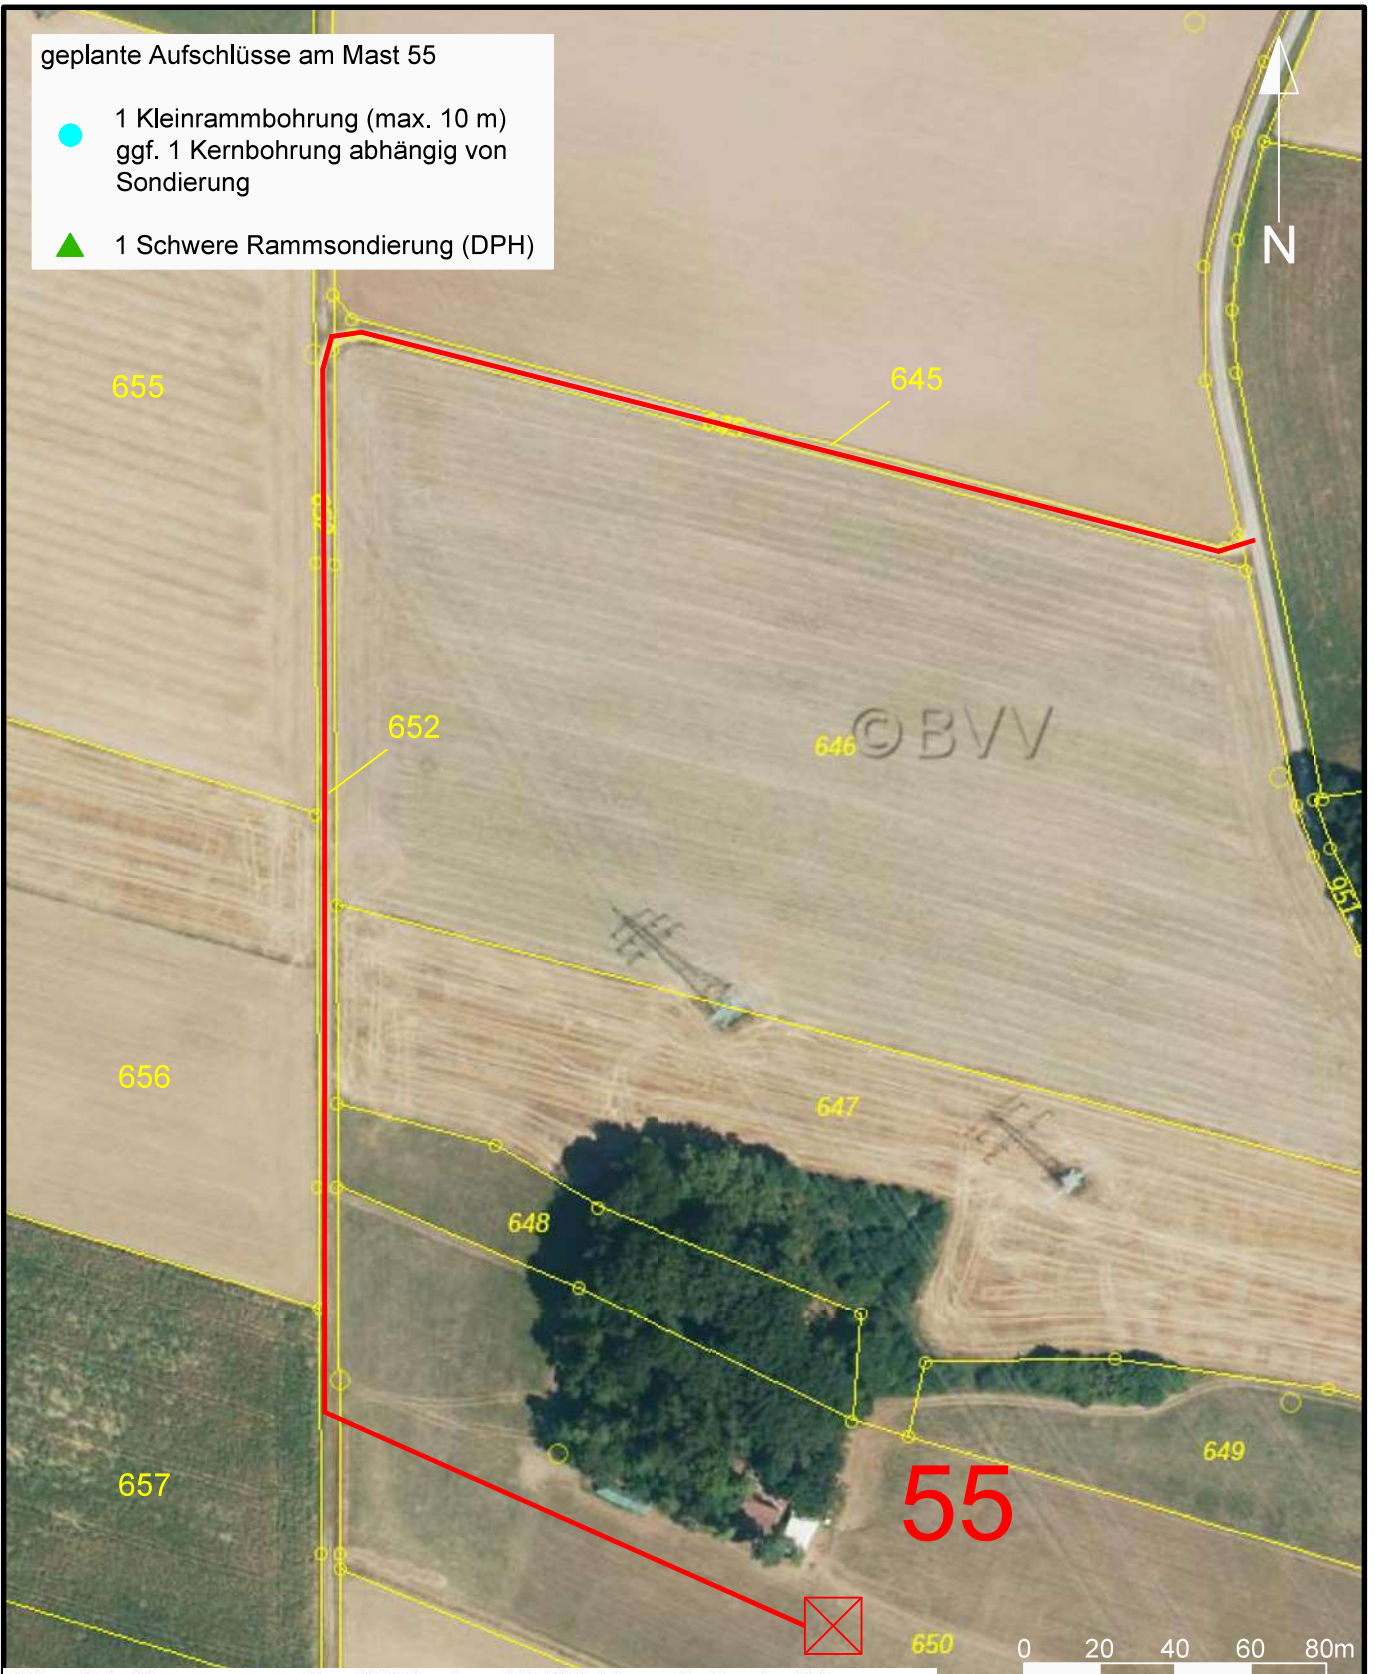 geplante Aufschlüsse am Mast 55
1 Kleinrammbohrung (max. 10 m)
ggf. 1 Kernbohrung abhängig von
Sondierung
1 Schwere Rammsondierung (DPH)
N
655
645
652
646
©BVV
951
656
647
648
649
657
55
650
0 20 40 60 80m